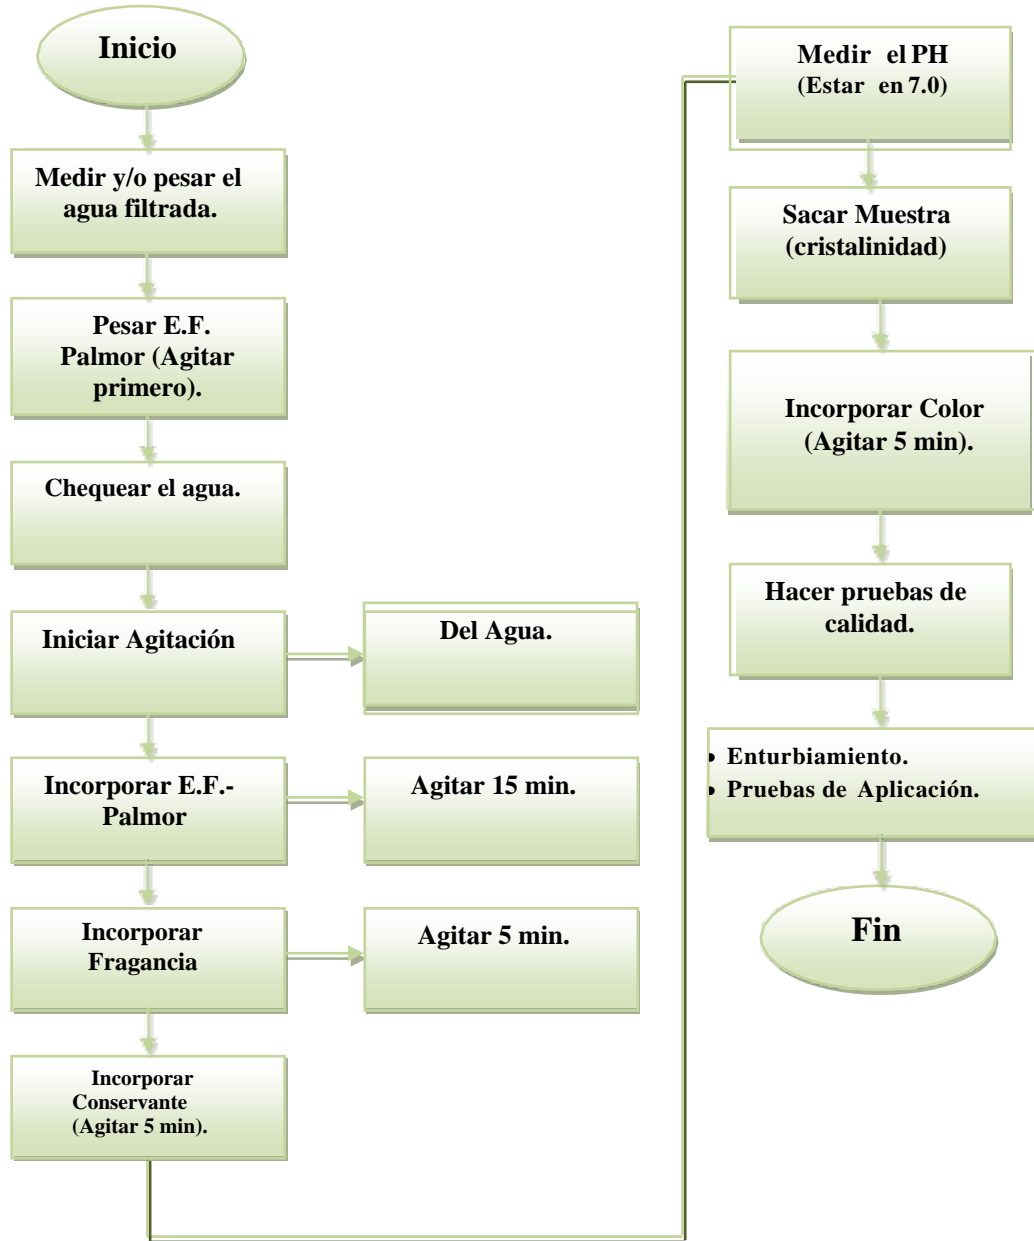 Inicio
Medir y/o pesar el
agua filtrada.
Pesar E.F.
Palmor (Agitar
primero).
Chequear el agua.
Iniciar Agitación
Del Agua.
Incorporar E.F.-
Palmor
Agitar 15 min.
Incorporar
Fragancia
Agitar 5 min.
Incorporar
Conservante
(Agitar 5 min).
Medir el PH
(Estar en 7.0)
Sacar Muestra
(cristalinidad)
Incorporar Color
(Agitar 5 min).
Hacer pruebas de
calidad.
• Enturbiamiento.
• Pruebas de Aplicación.
Fin